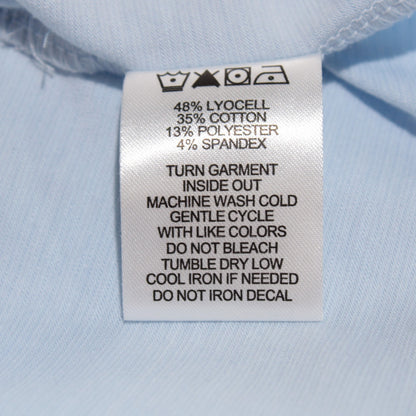 48% LYOCELL
35% COTTON
13% POLYESTER
4% SPANDEX
TURN GARMENT
INSIDE OUT
MACHINE WASH COLD
GENTLE CYCLE
WITH LIKE COLORS
DO NOT BLEACH
TUMBLE DRY LOW
COOL IRON IF NEEDED
DO NOT IRON DECAL